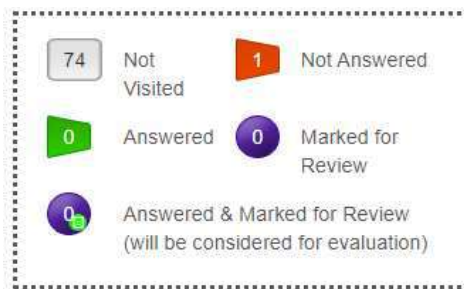 74 Not Visited
1 Not Answered
0 Answered
0 Marked for Review
0 Answered & Marked for Review
(will be considered for evaluation)